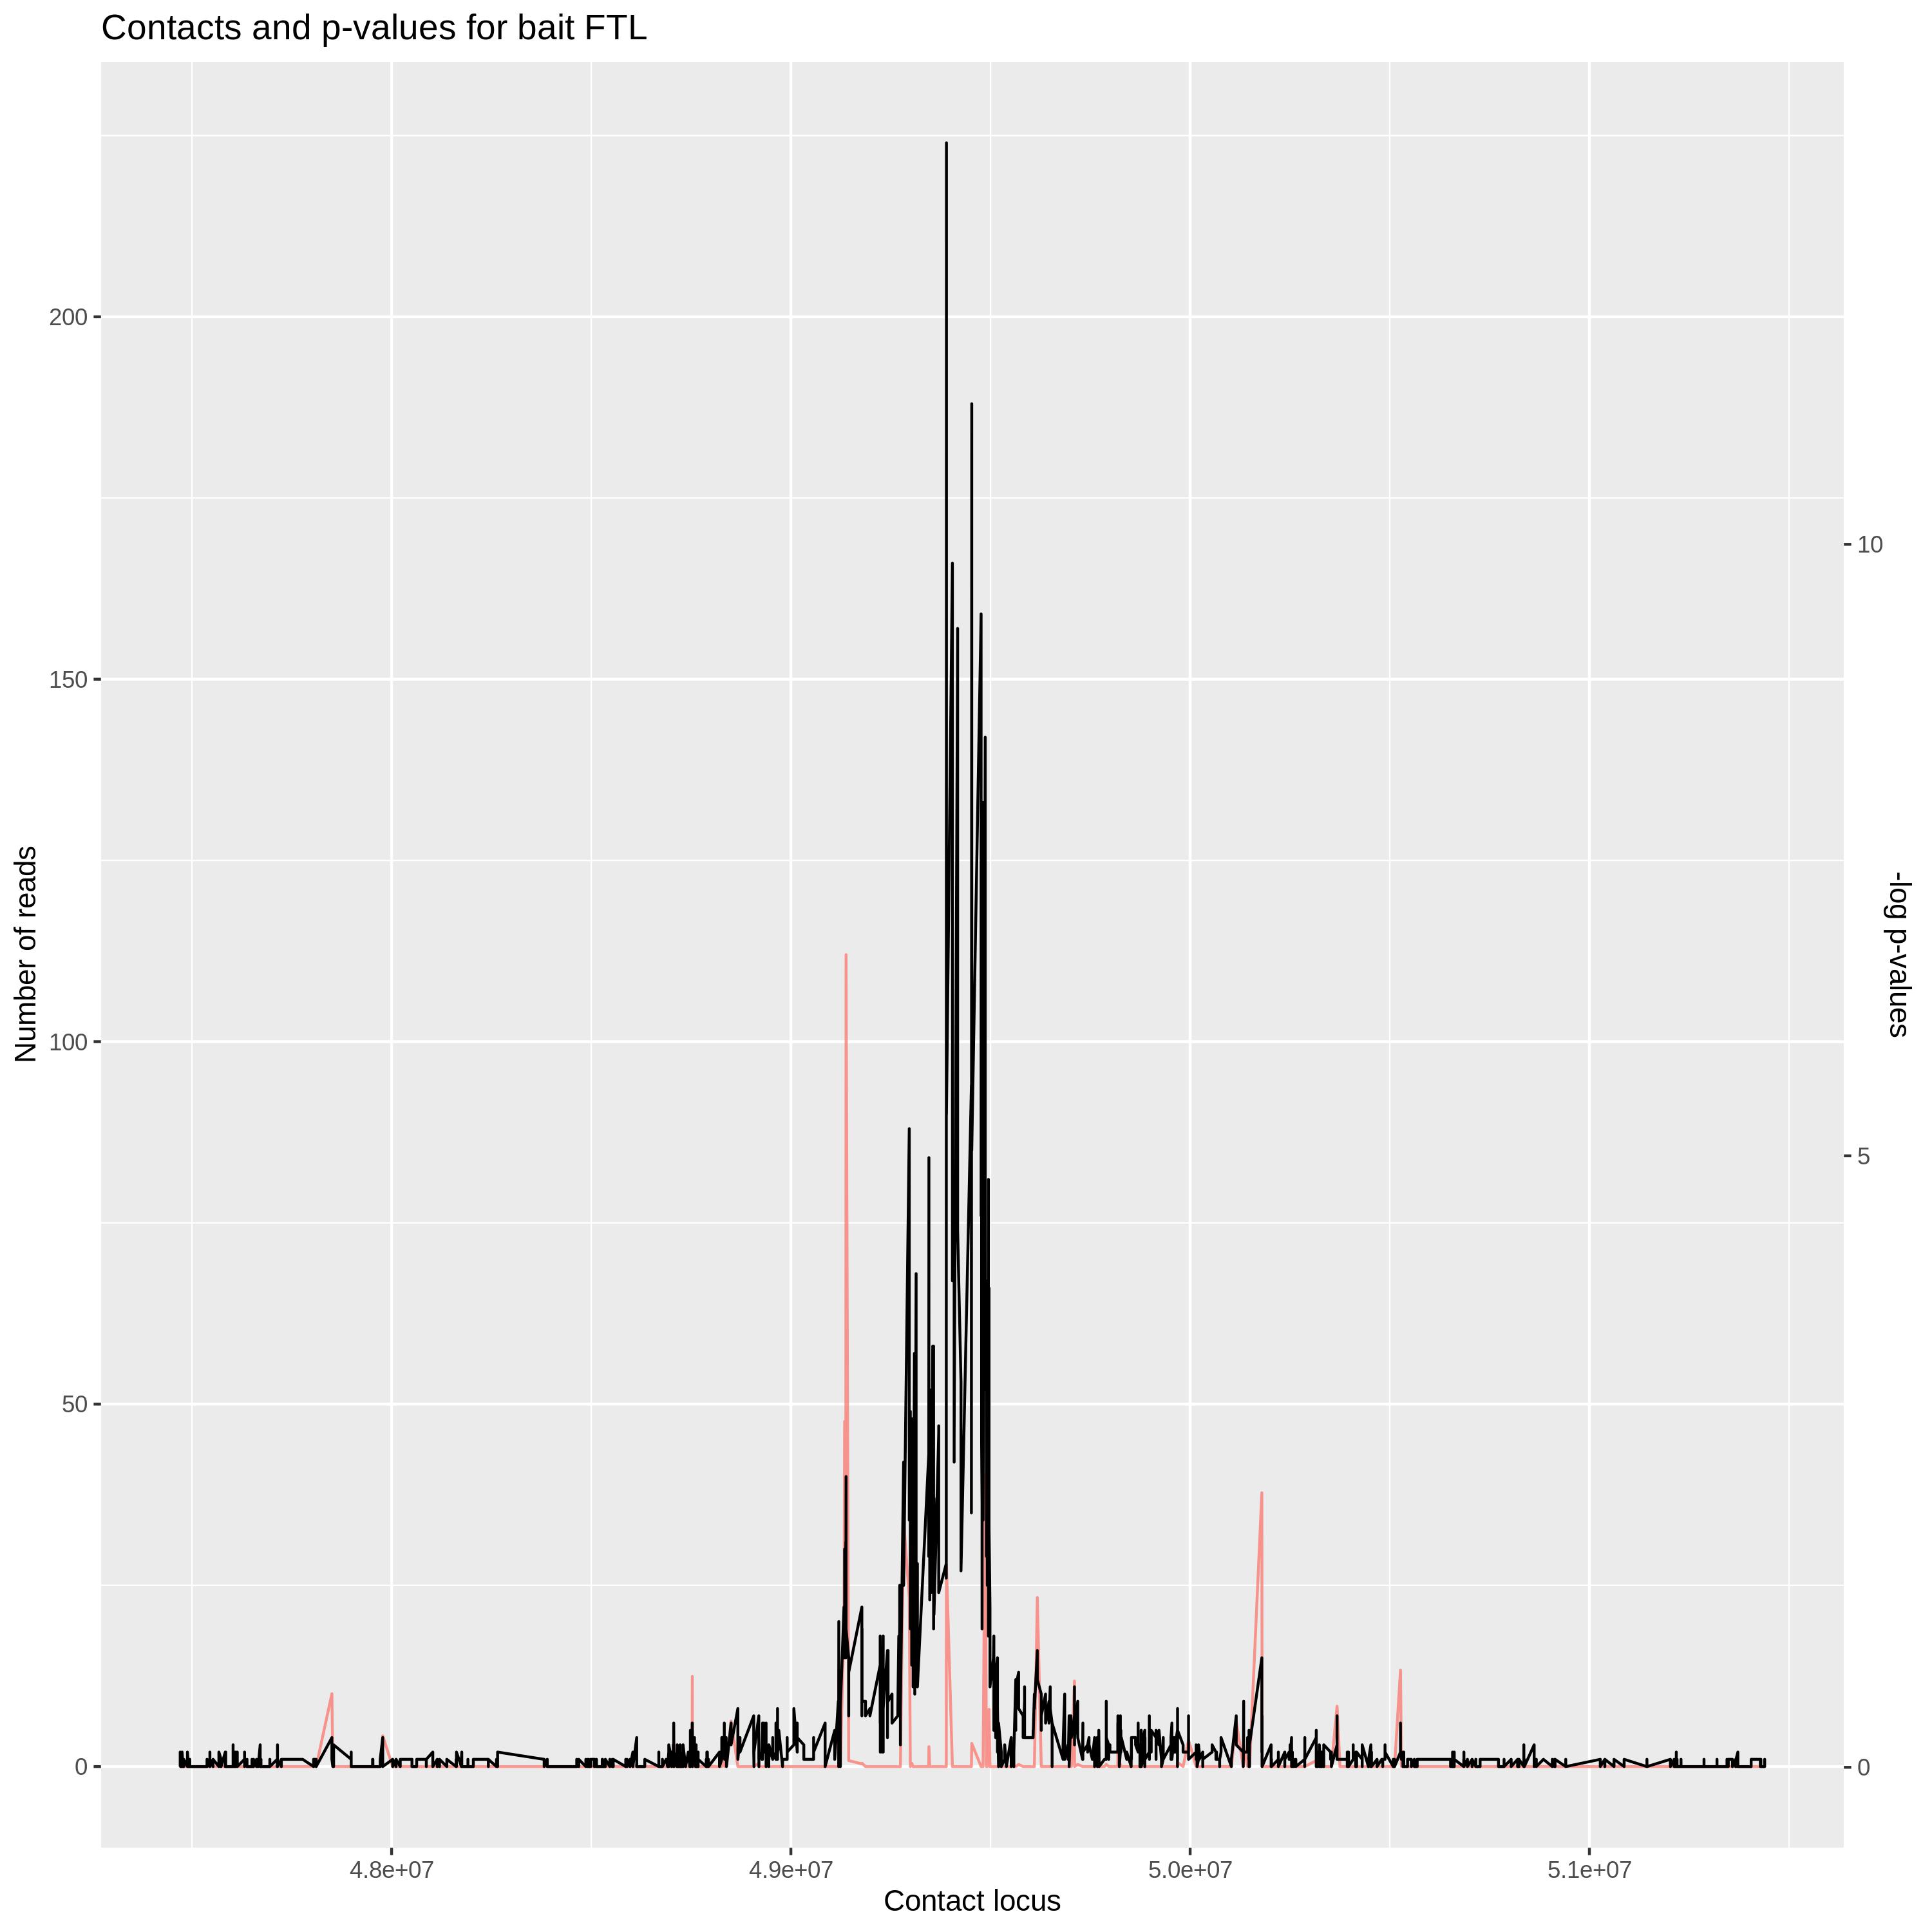 Contacts and p-values for bait FTL
Number of reads
200
150
100
50
0
10
5
0
-log p-values
4.8e+07
4.9e+07
5.0e+07
5.1e+07
Contact locus